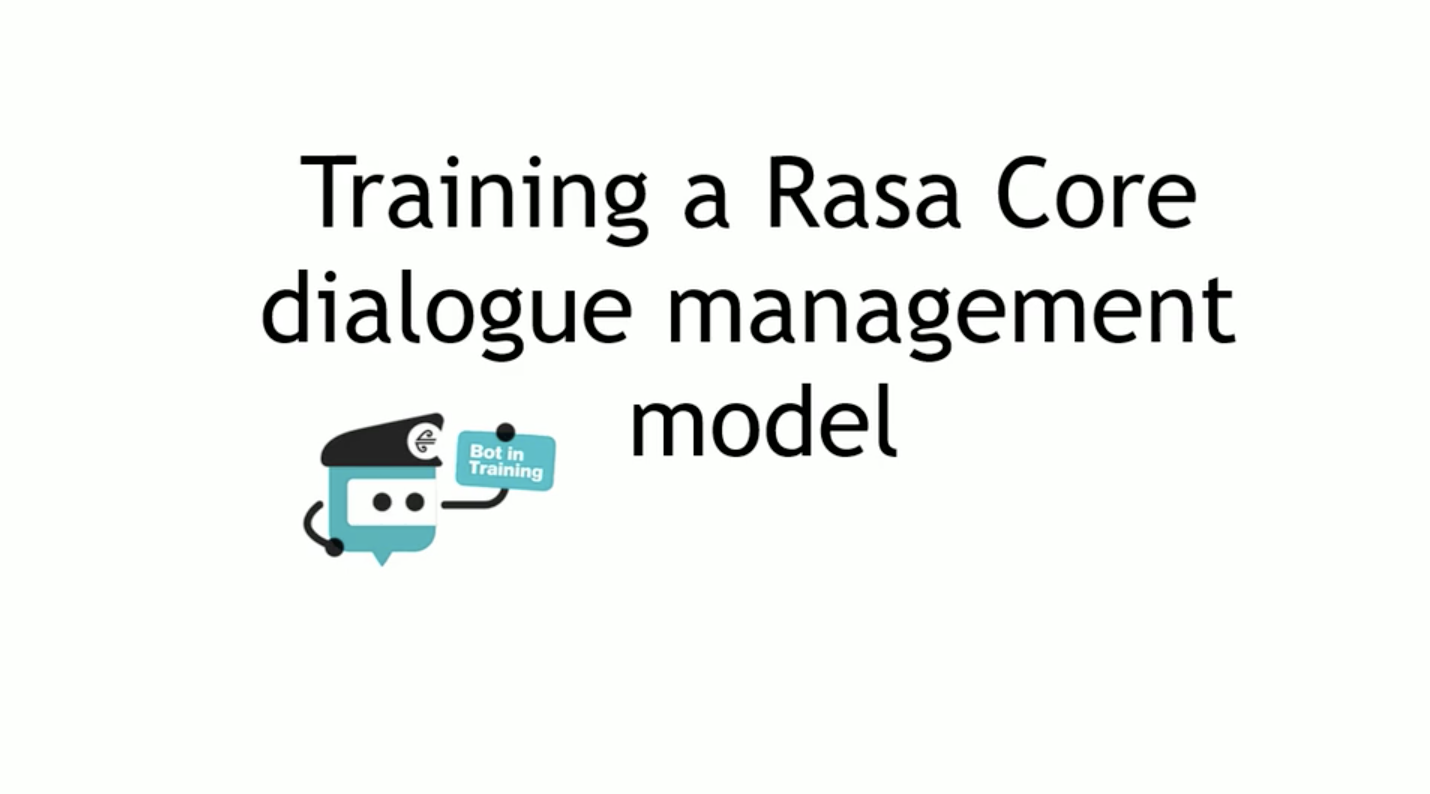 Training a Rasa Core
dialogue management
model
Bot in
Training